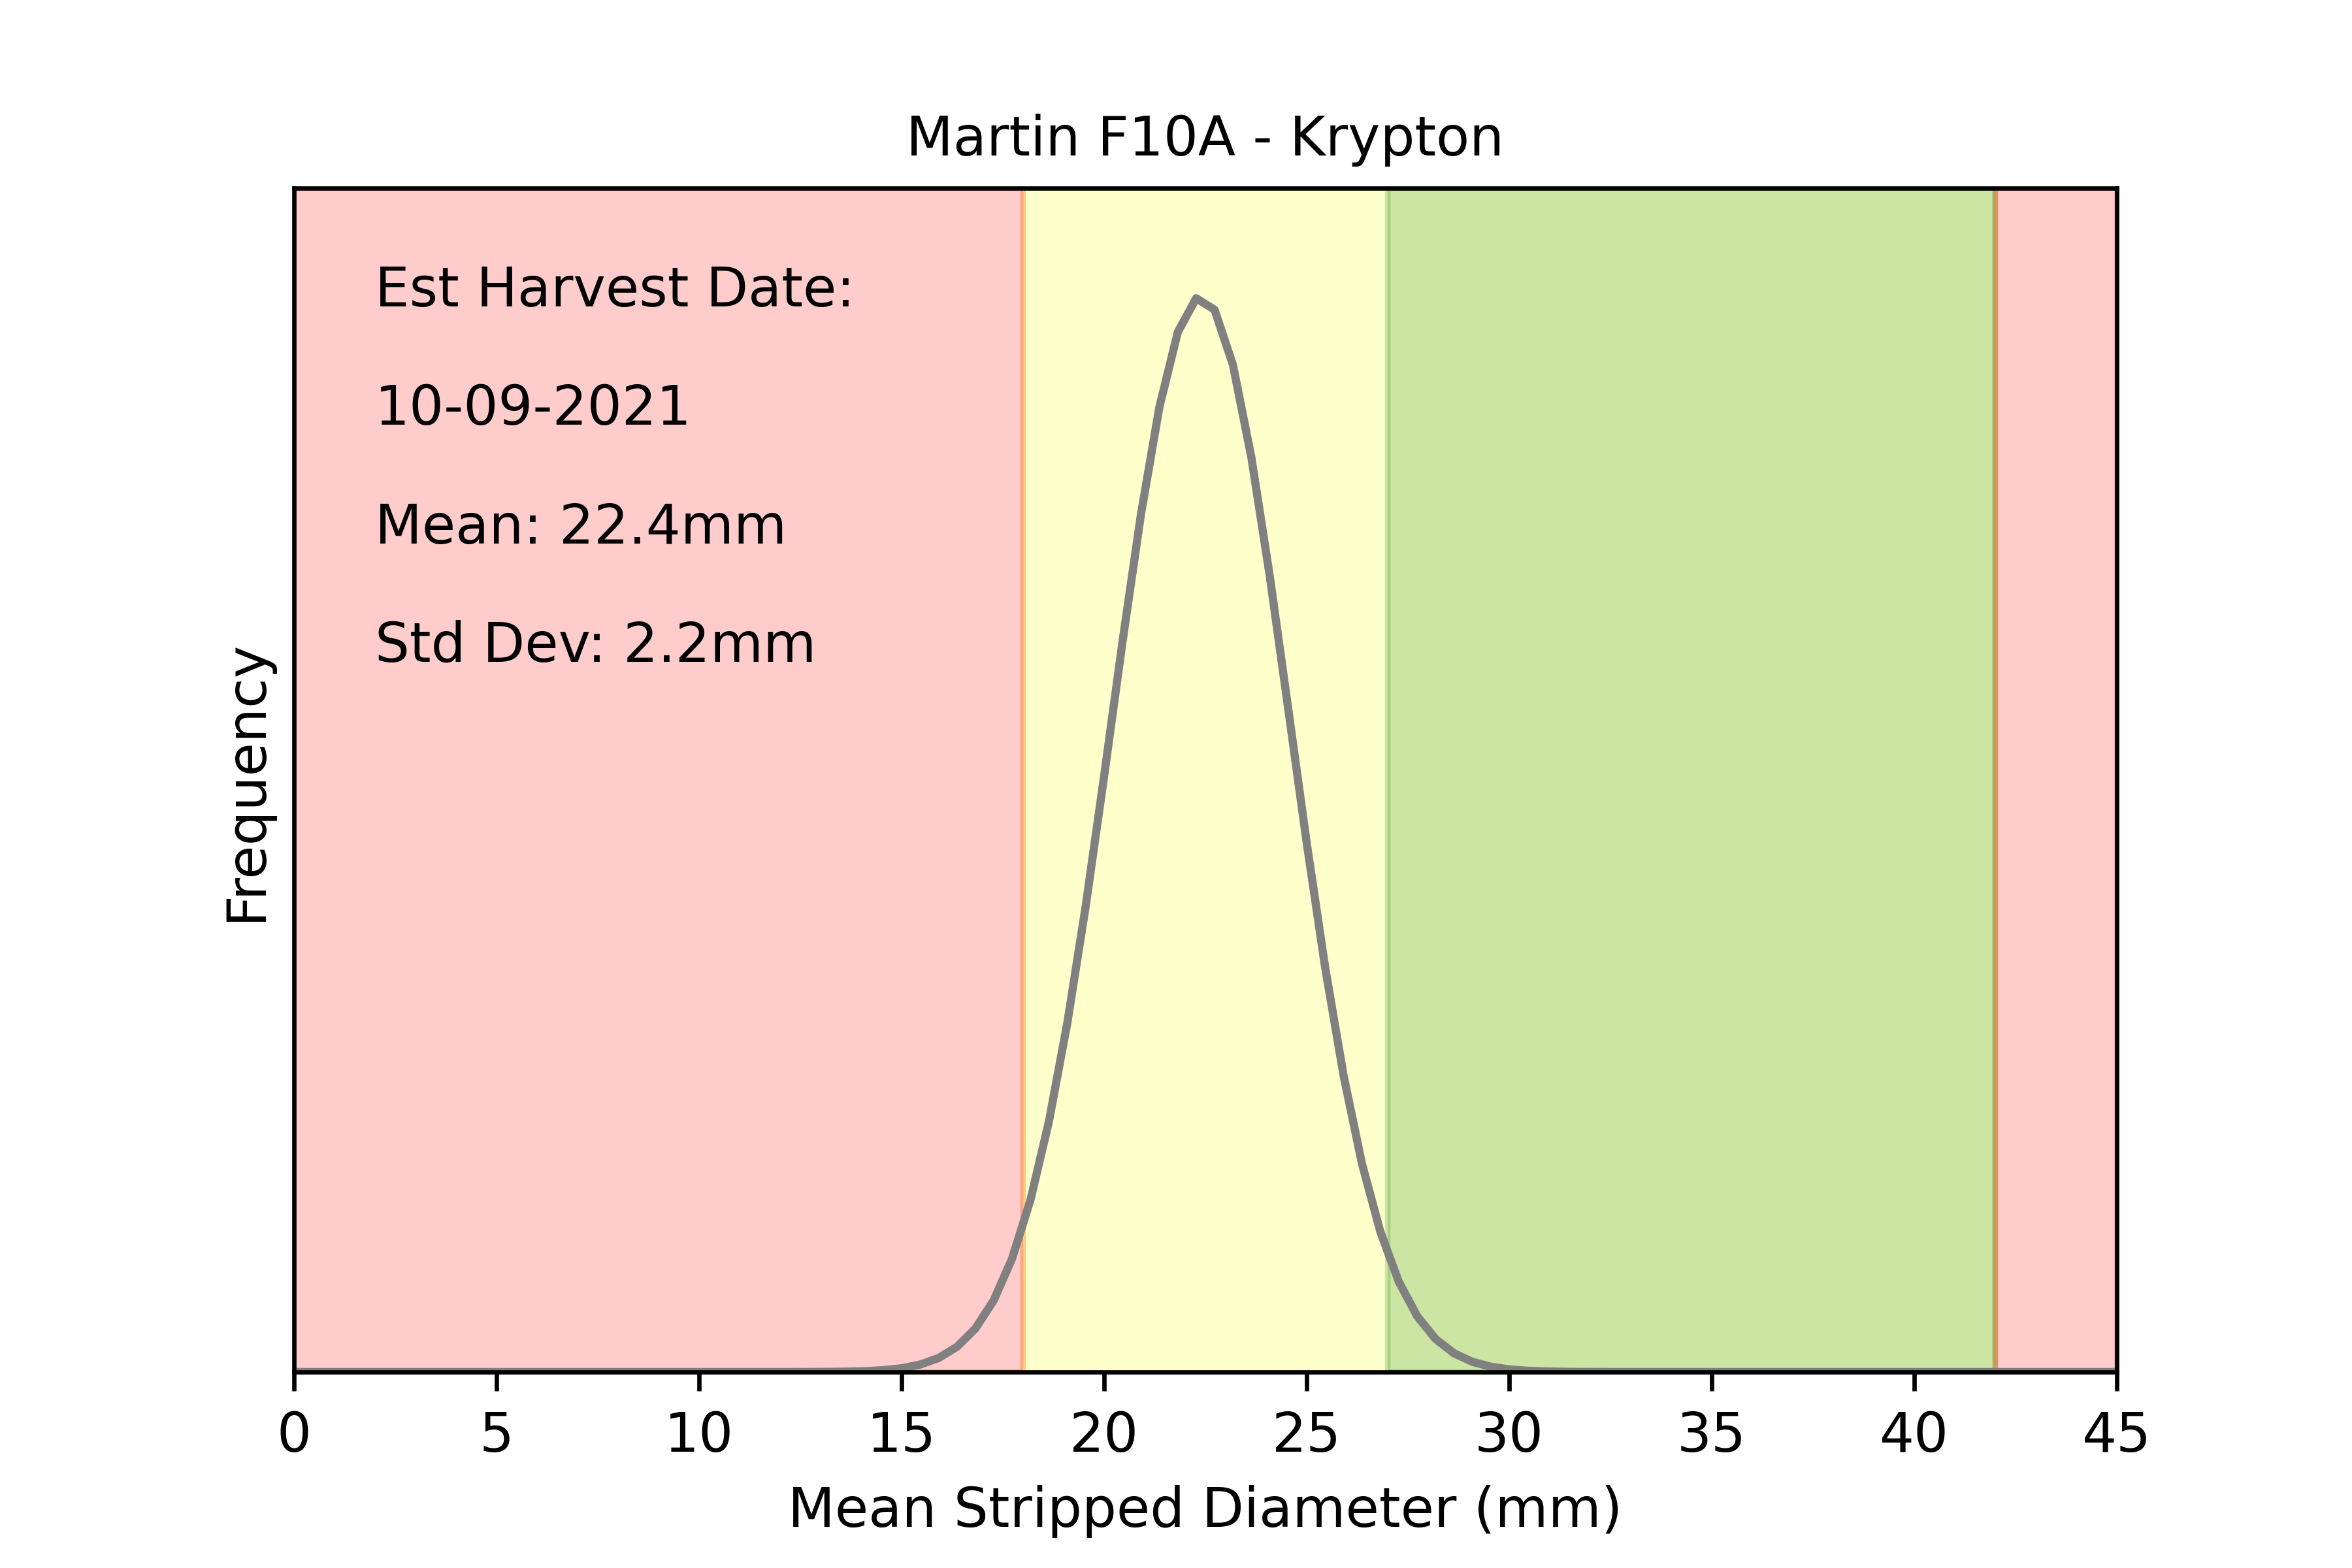 Martin F10A - Krypton
Est Harvest Date:
10-09-2021
Mean: 22.4mm
Std Dev: 2.2mm
Frequency
0 5 10 15 20 25 30 35 40 45
Mean Stripped Diameter (mm)